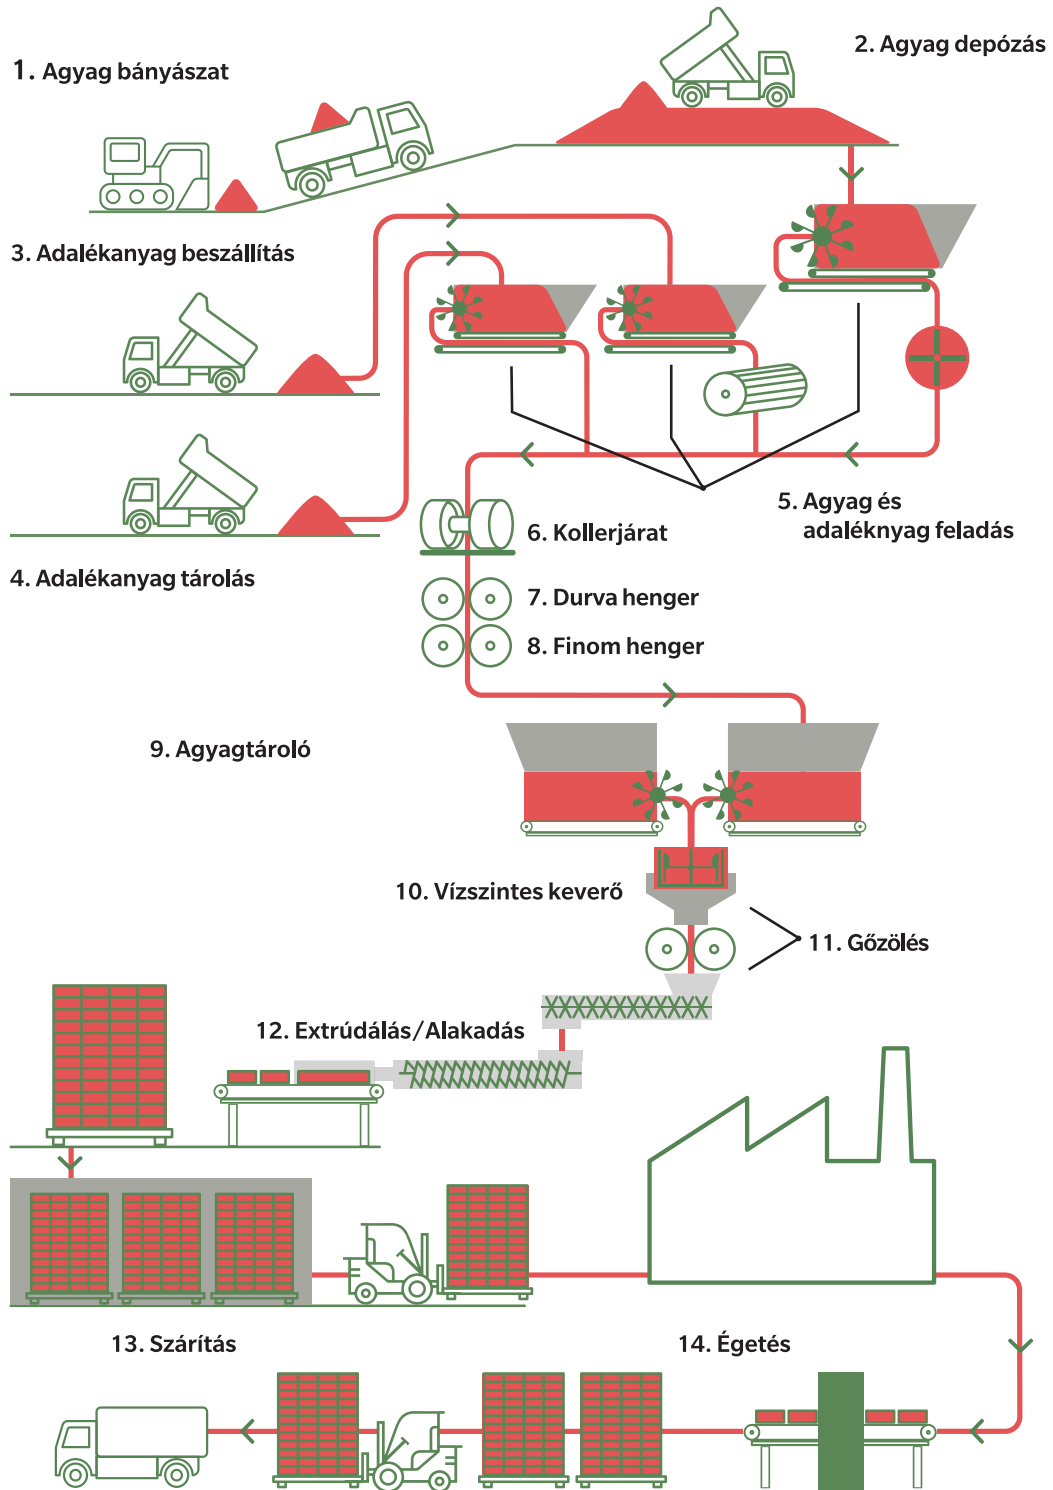 1. Agyag bányászat
2. Agyag depózás
3. Adalékanyag beszállítás
4. Adalékanyag tárolás
5. Agyag és
adaléknyag feladás
6. Kollerjárat
7. Durva henger
8. Finom henger
9. Agyagtároló
10. Vízszintes keverő
11. Gőzölés
12. Extrúdálás/Alakadás
13. Szárítás
14. Égetés